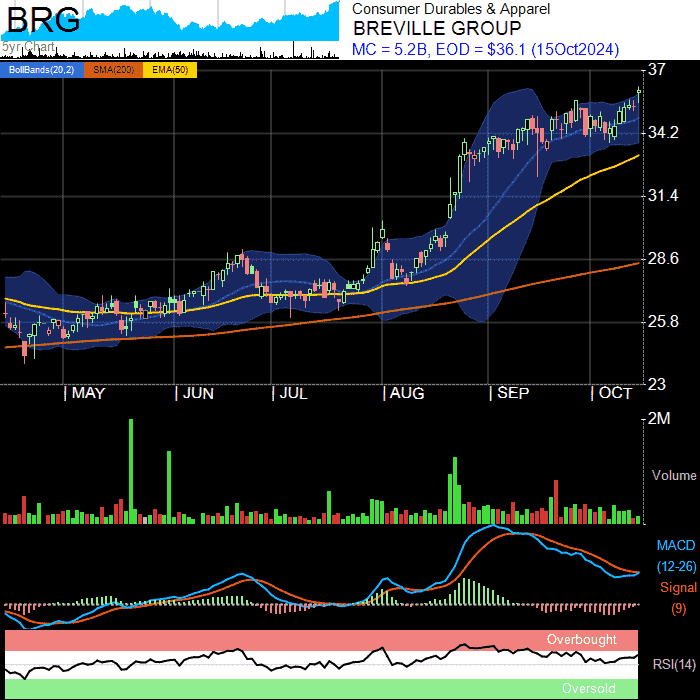 BRG
5yr Chart
Consumer Durables & Apparel
BREVILLE GROUP
MC = 5.2B, EOD = $36.1 (15Oct2024)
BollBands(20,2) SMA(200) EMA(50)
37
34.2
31.4
28.6
25.8
23
MAY JUN JUL AUG SEP OCT
2M
Volume
MACD
(12-26)
Signal
(9)
Overbought
RSI(14)
Oversold